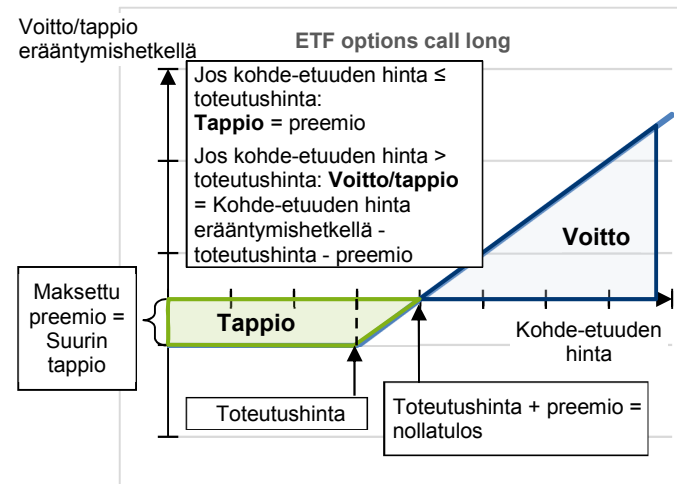 Voitto/tappio
erääntymishetkellä
ETF options call long
Jos kohde-etuuden hinta ≤
toteutushinta:
Tappio = preemio
Jos kohde-etuuden hinta >
toteutushinta: Voitto/tappio
= Kohde-etuuden hinta
erääntymishetkellä -
toteutushinta - preemio
Voitto
Maksettu
preemio =
Suurin
tappio
Tappio
Kohde-etuuden
hinta
Toteutushinta
Toteutushinta + preemio =
nollatulos